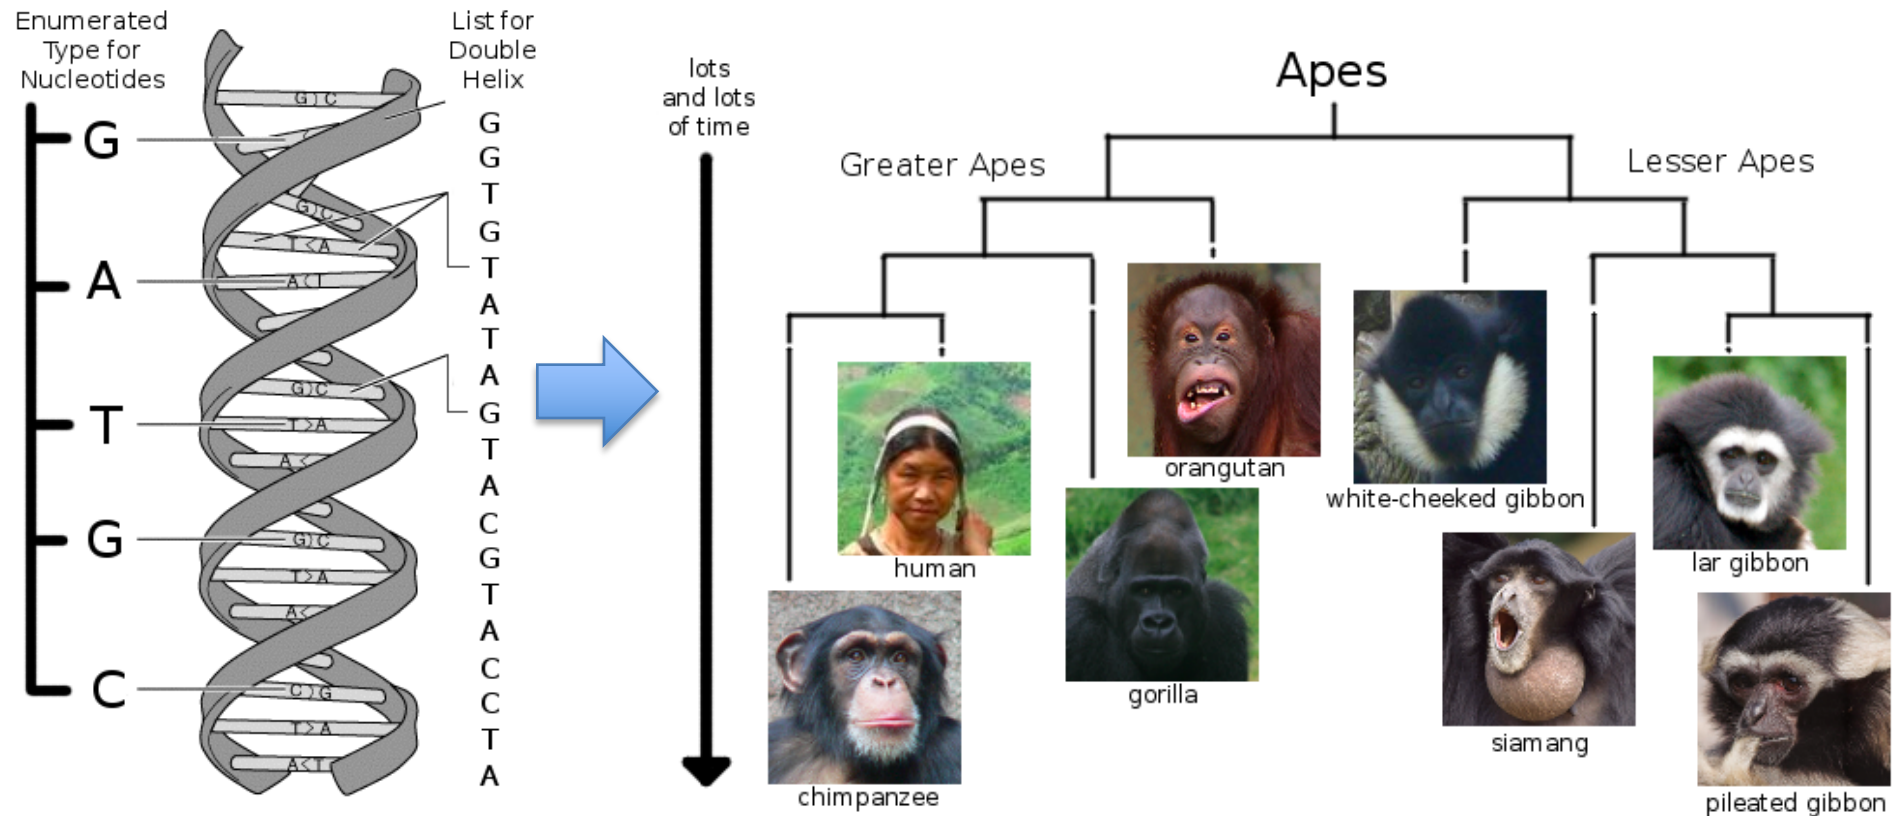 Enumerated
Type for
Nucleotides
G
A
T
G
C
G C
G C
T A
A T
G C
T A
A
G C
T A
A
C G
T A
A T
List for
Double
Helix
G
G
T
G
T
A
T
A
G
T
A
C
G
T
A
C
C
T
A
lots
and lots
of time
Apes
Greater Apes
Lesser Apes
orangutan
white-cheeked gibbon
human
lar gibbon
gorilla
siamang
chimpanzee
pileated gibbon